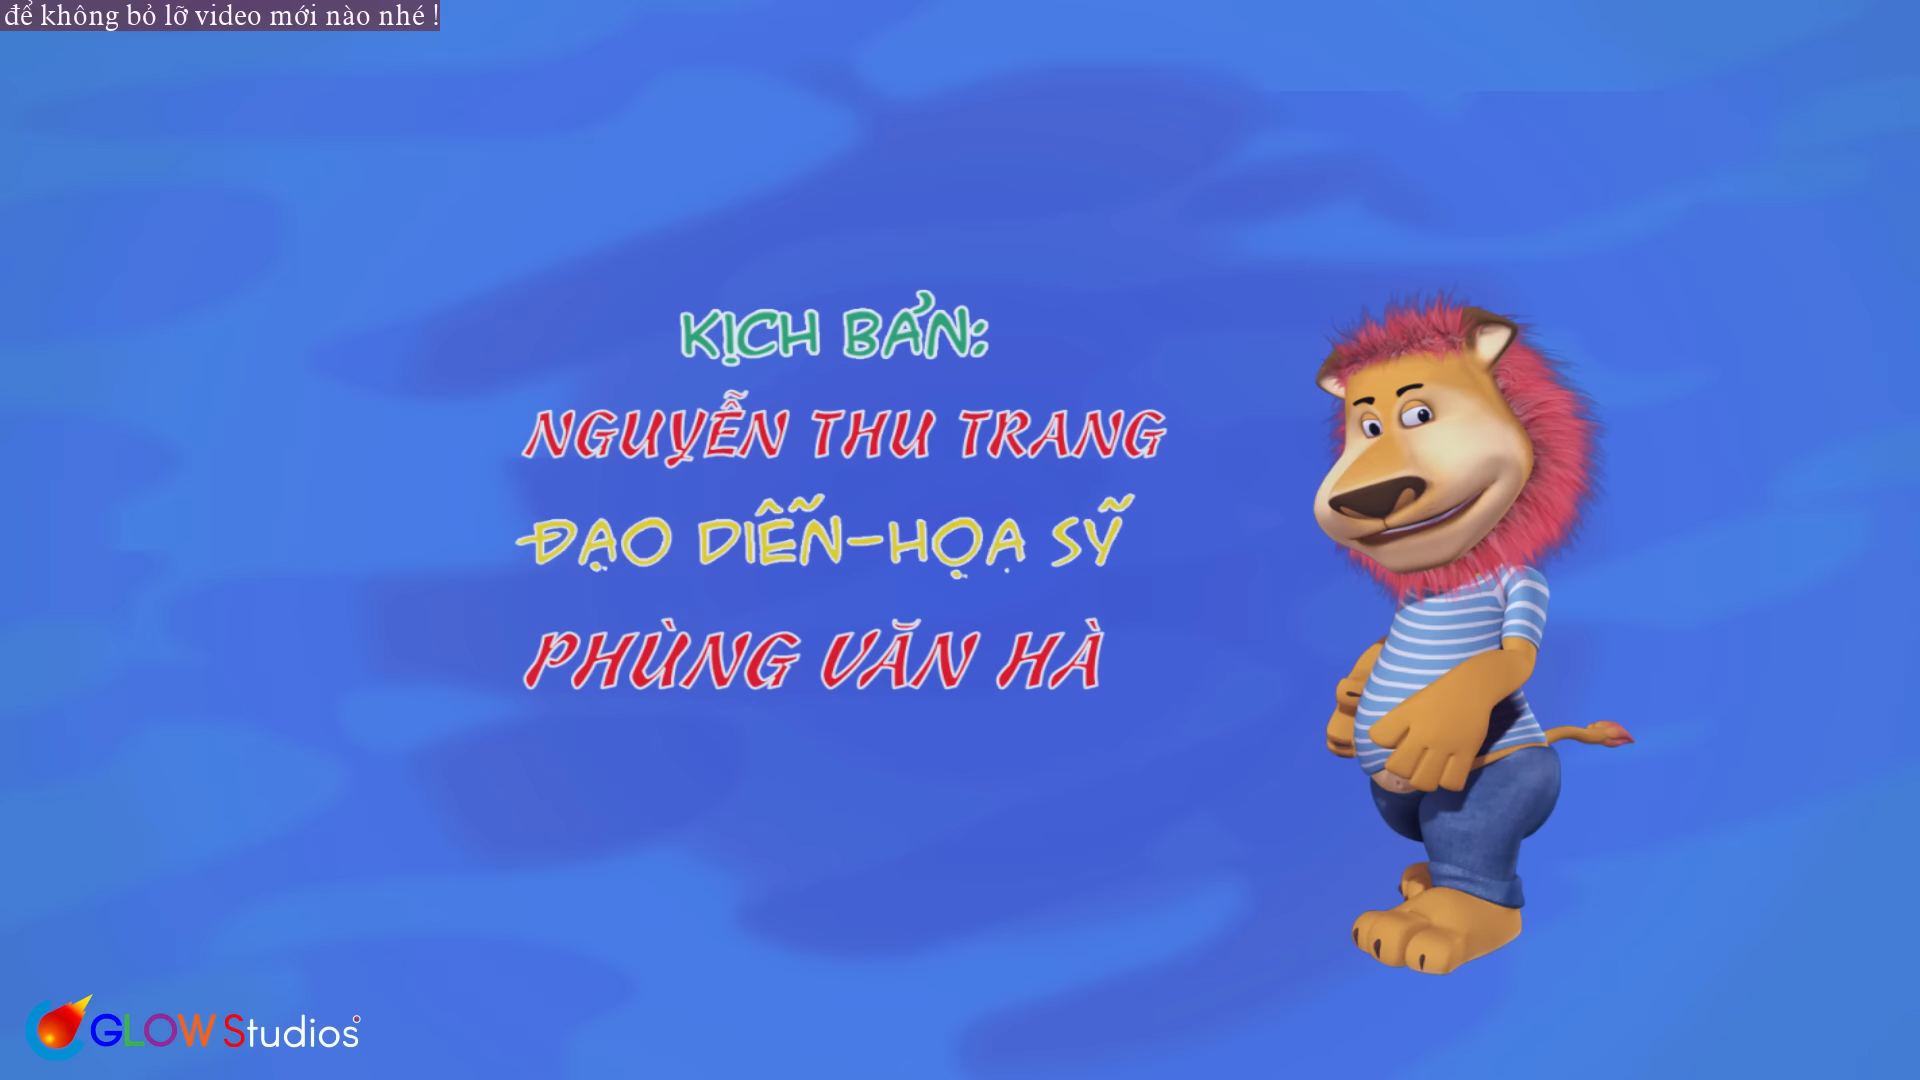 để không bỏ lỡ video mới nào nhé !
KỊCH BẢN:
NGUYỄN THU TRANG
ĐẠO DIỄN-HỌA SỸ
PHÙNG VĂN HÀ
GLOW Studios